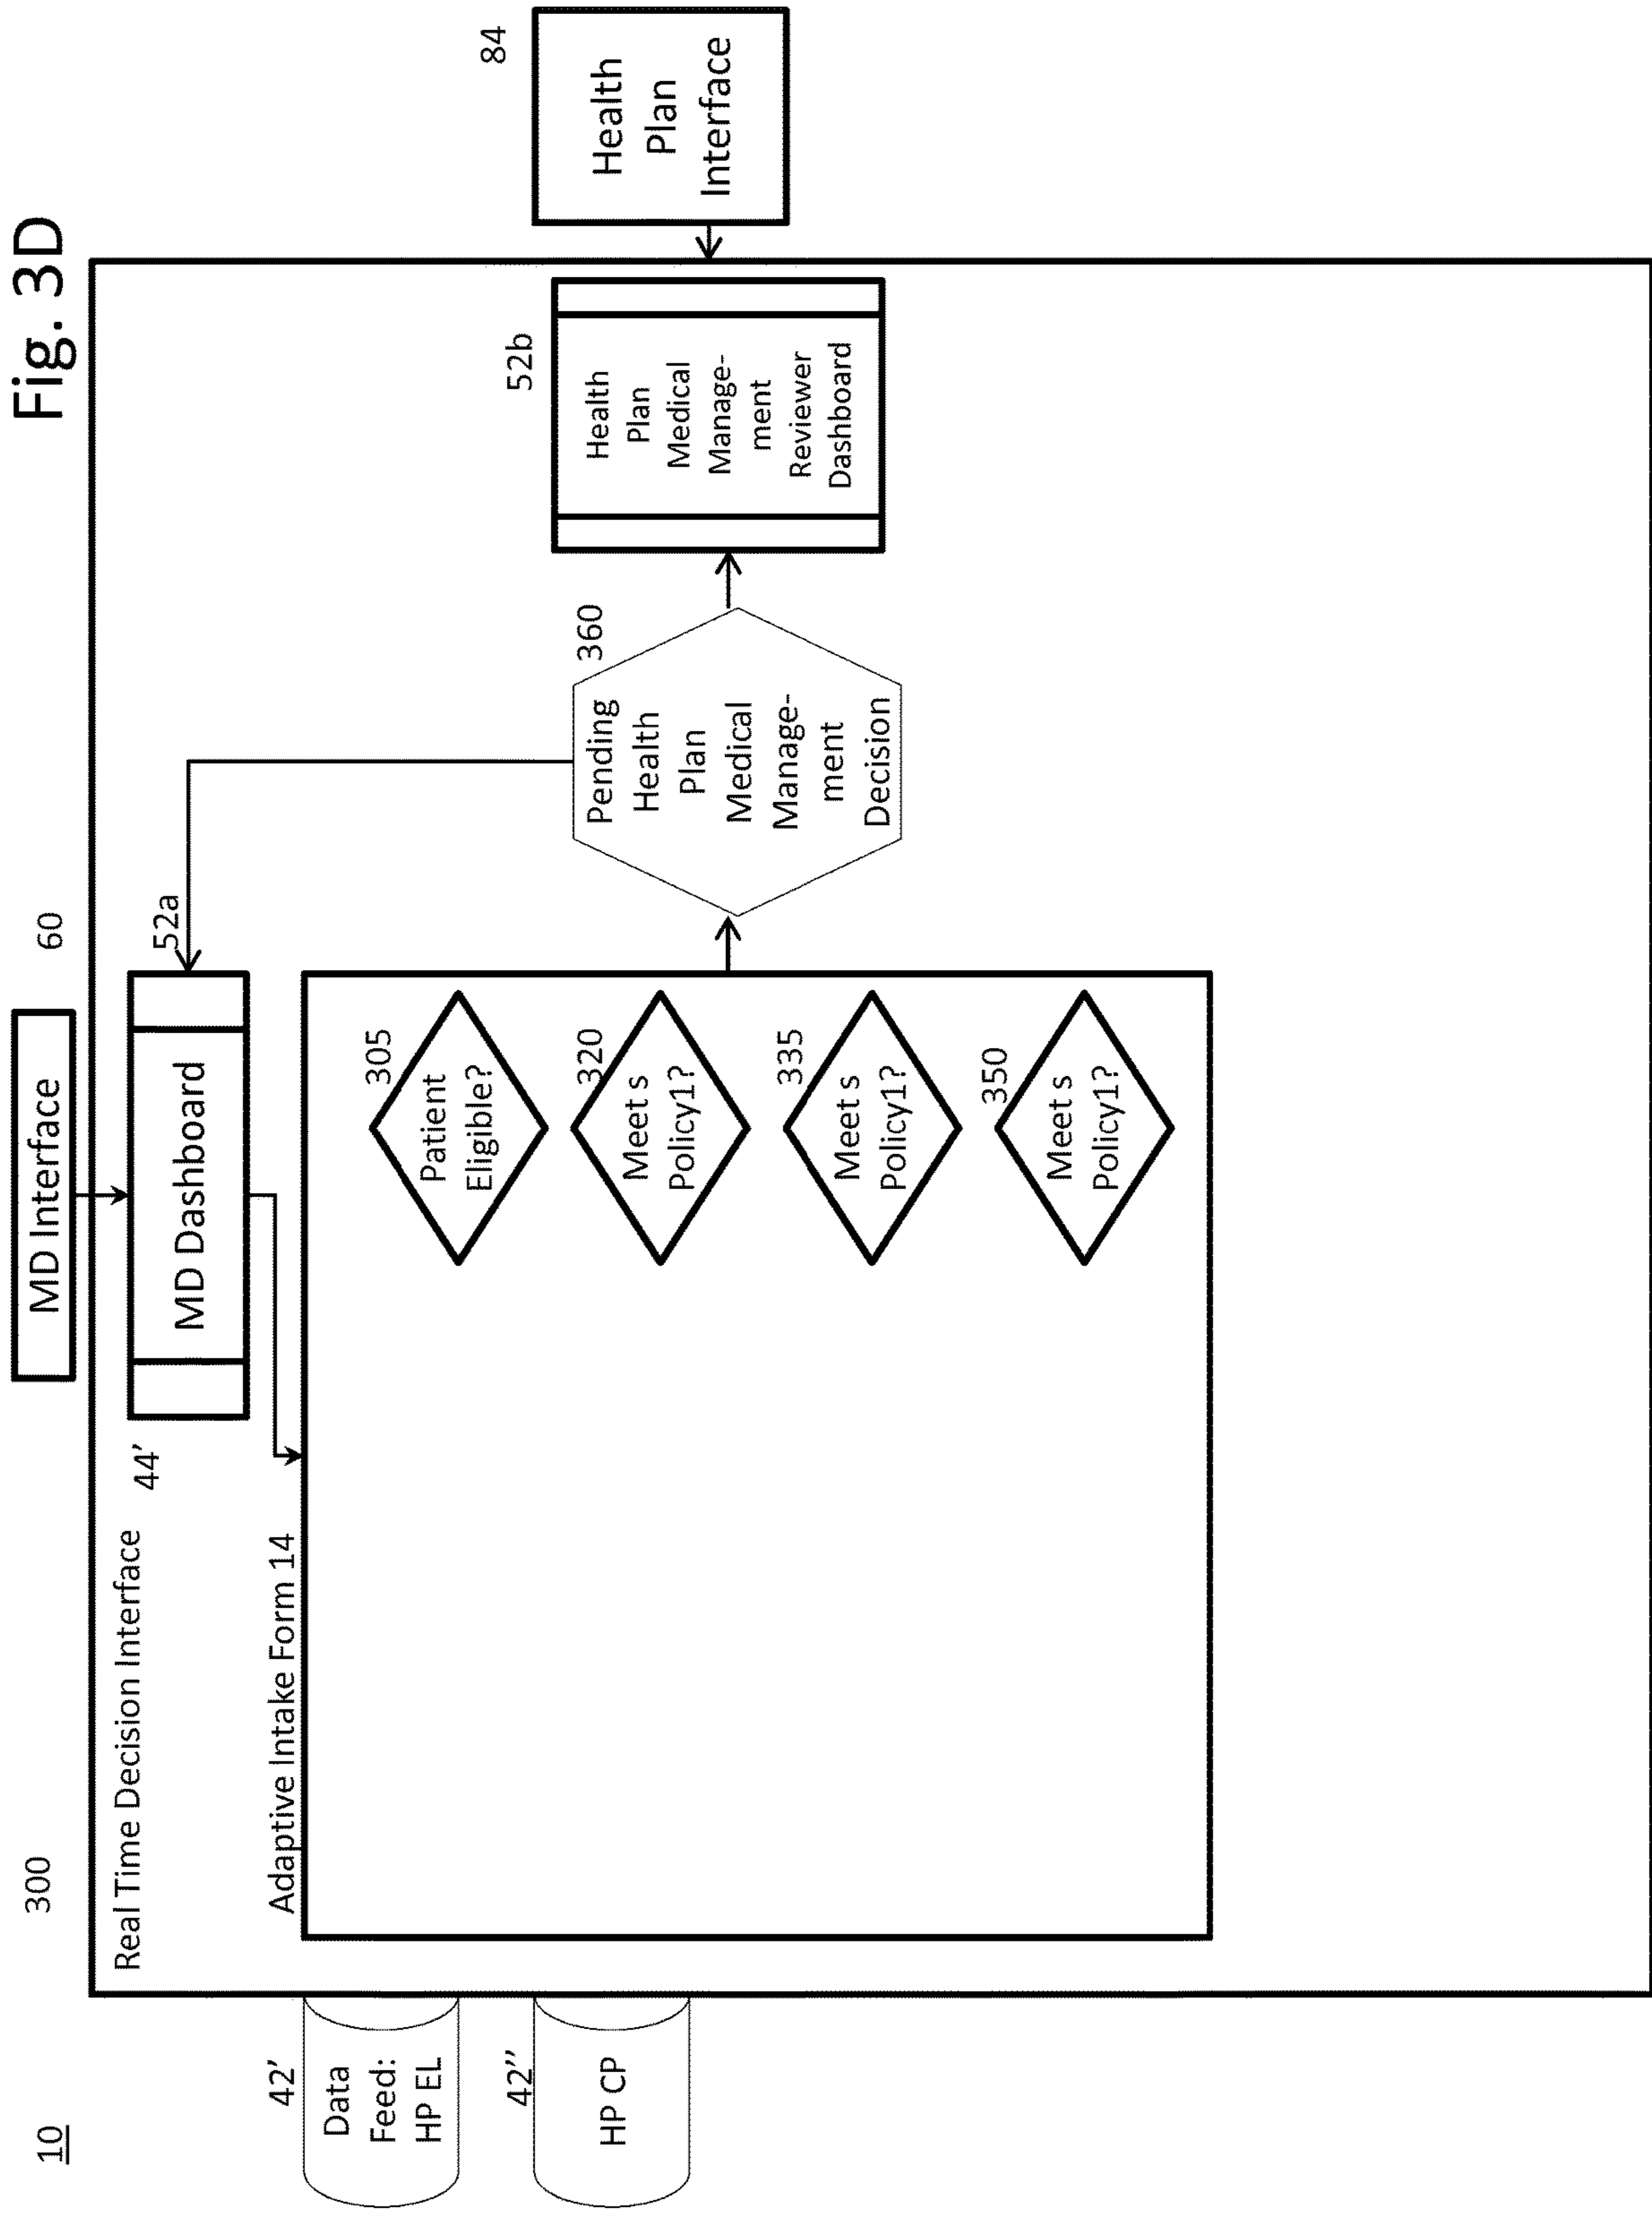 Fig. 3D
10
300
MD Interface
60
Real Time Decision Interface
44'
MD Dashboard
52a
Adaptive Intake Form 14
42'
Data
Feed:
HP EL
42''
HP CP
305
Patient
Eligible?
320
Meet s
Policy1?
335
Meet s
Policy1?
350
Meet s
Policy1?
360
Pending
Health
Plan
Medical
Manage-
ment
Decision
52b
Health
Plan
Medical
Manage-
ment
Reviewer
Dashboard
84
Health
Plan
Interface